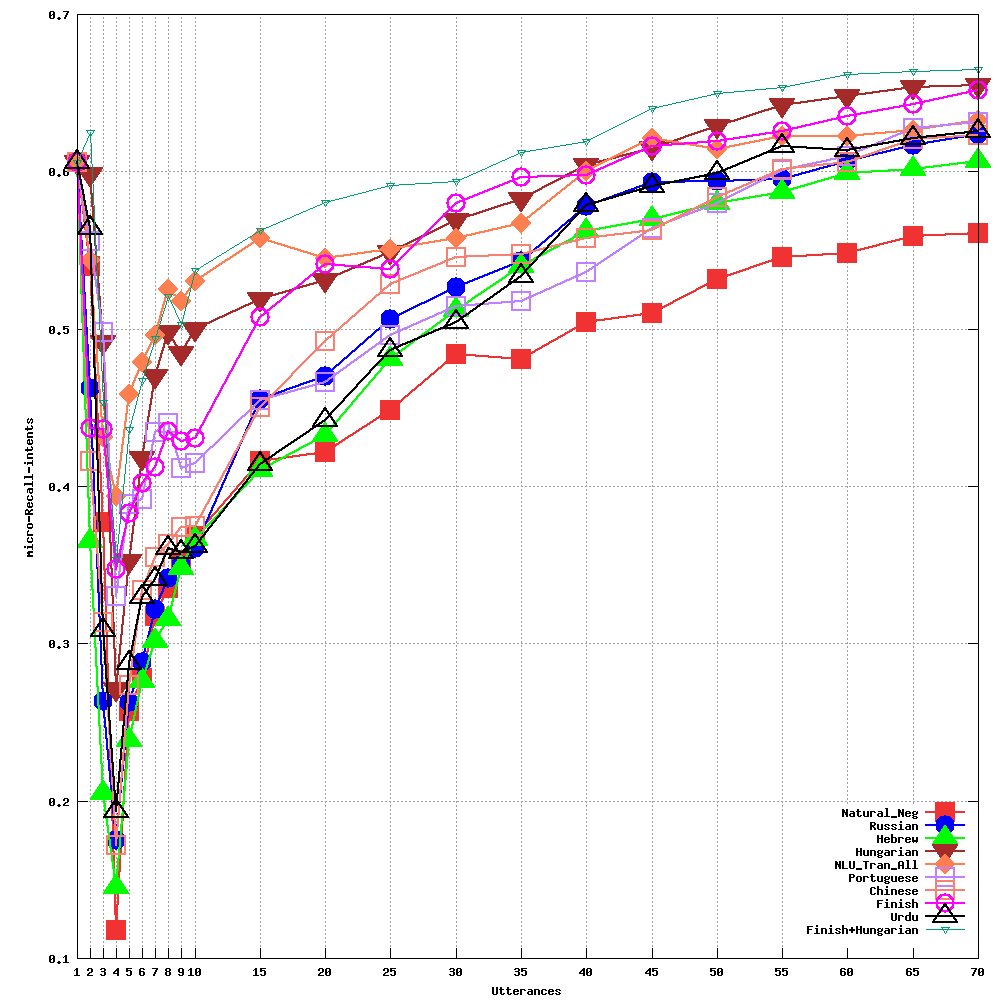 0.7
0.6
0.5
0.4
0.3
0.2
0.1
micro-Recall-intents
1 2 3 4 5 6 7 8 9 10 15 20 25 30 35 40 45 50 55 60 65 70
Utterances
Natural_Neg
Russian
Hebrew
Hungarian
NLU_Tran_All
Portuguese
Chinese
Finish
Urdu
Finish+Hungarian